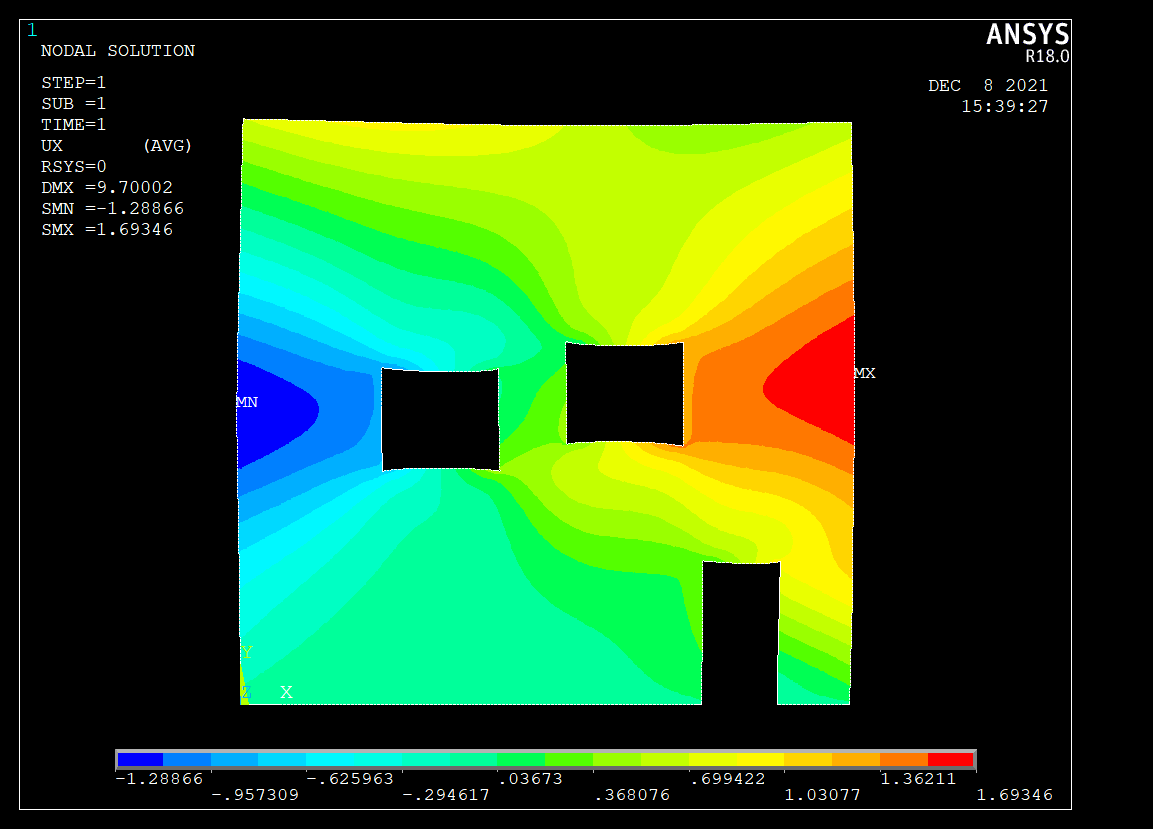 1
ANSYS
R18.0
NODAL SOLUTION
STEP=1
SUB =1
TIME=1
UX (AVG)
RSYS=0
DMX =9.70002
SMN =-1.28866
SMX =1.69346
DEC 8 2021
15:39:27
MX
MN
Y
Z X
-1.28866 -.625963 .03673 .699422 1.36211
-.957309 -.294617 .368076 1.03077 1.69346